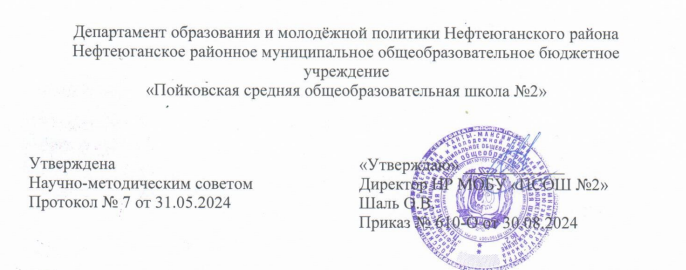 Департамент образования и молодёжной политики Нефтеюганского района
Нефтеюганское районное муниципальное общеобразовательное бюджетное
учреждение
«Пойковская средняя общеобразовательная школа №2»
Утверждена
Научно-методическим советом
Протокол № 7 от 31.05.2024
«Утверждаю»
Директор НР МОБУ «ПСОШ №2»
Шаль О.В.
Приказ № 610-О от 30.08.2024